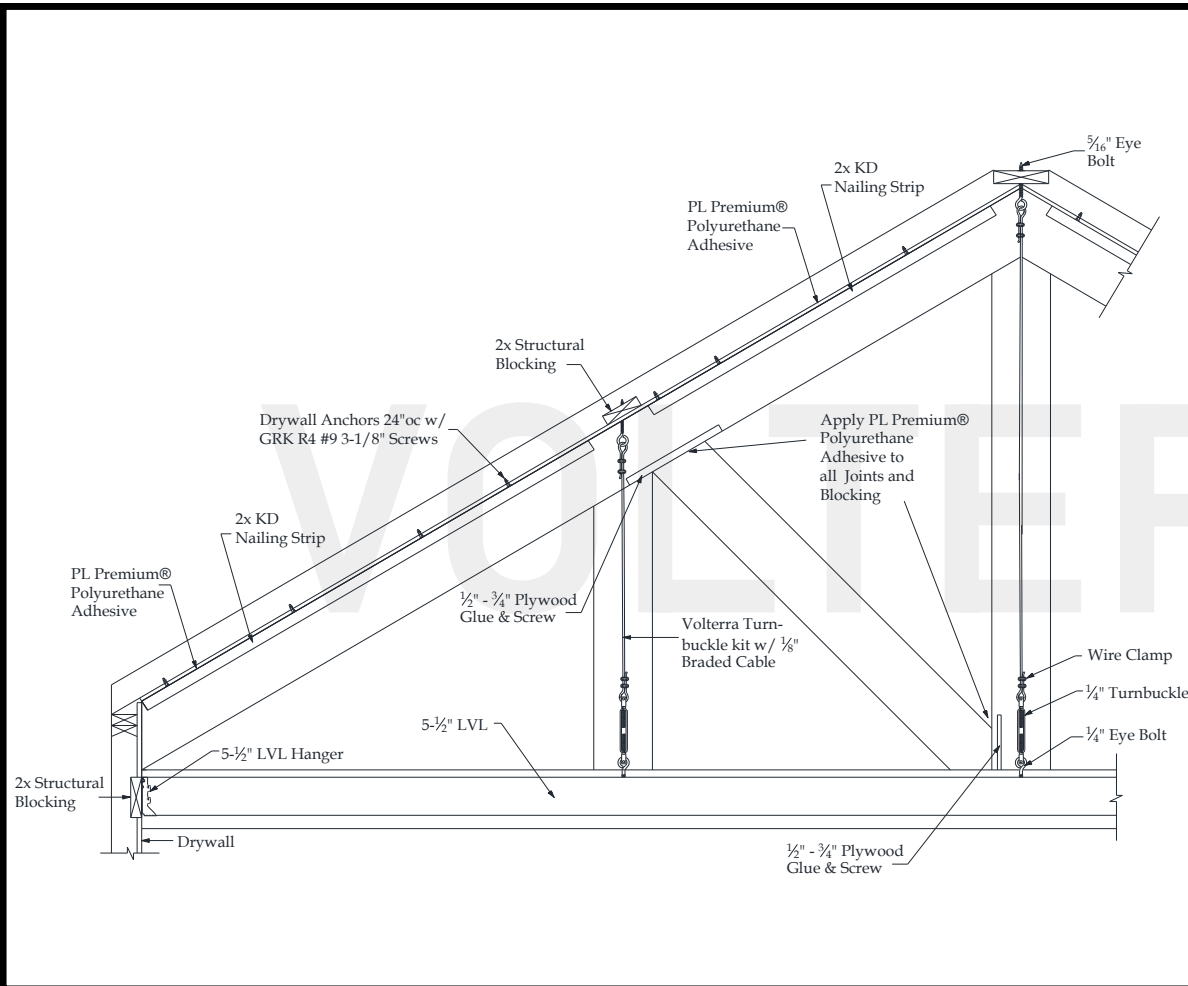 5⁄16" Eye
Bolt
2x KD
Nailing Strip
PL Premium®
Polyurethane
Adhesive
2x Structural
Blocking
Drywall Anchors 24"oc w/
GRK R4 #9 3-1/8" Screws
Apply PL Premium®
Polyurethane
Adhesive to
all Joints and
Blocking
2x KD
Nailing Strip
PL Premium®
Polyurethane
Adhesive
½" - ¾" Plywood
Glue & Screw
Volterra Turn-
buckle kit w/ ⅛"
Braded Cable
Wire Clamp
¼" Turnbuckle
¼" Eye Bolt
5-½" LVL
5-½" LVL Hanger
2x Structural
Blocking
Drywall
½" - ¾" Plywood
Glue & Screw
VOLTER